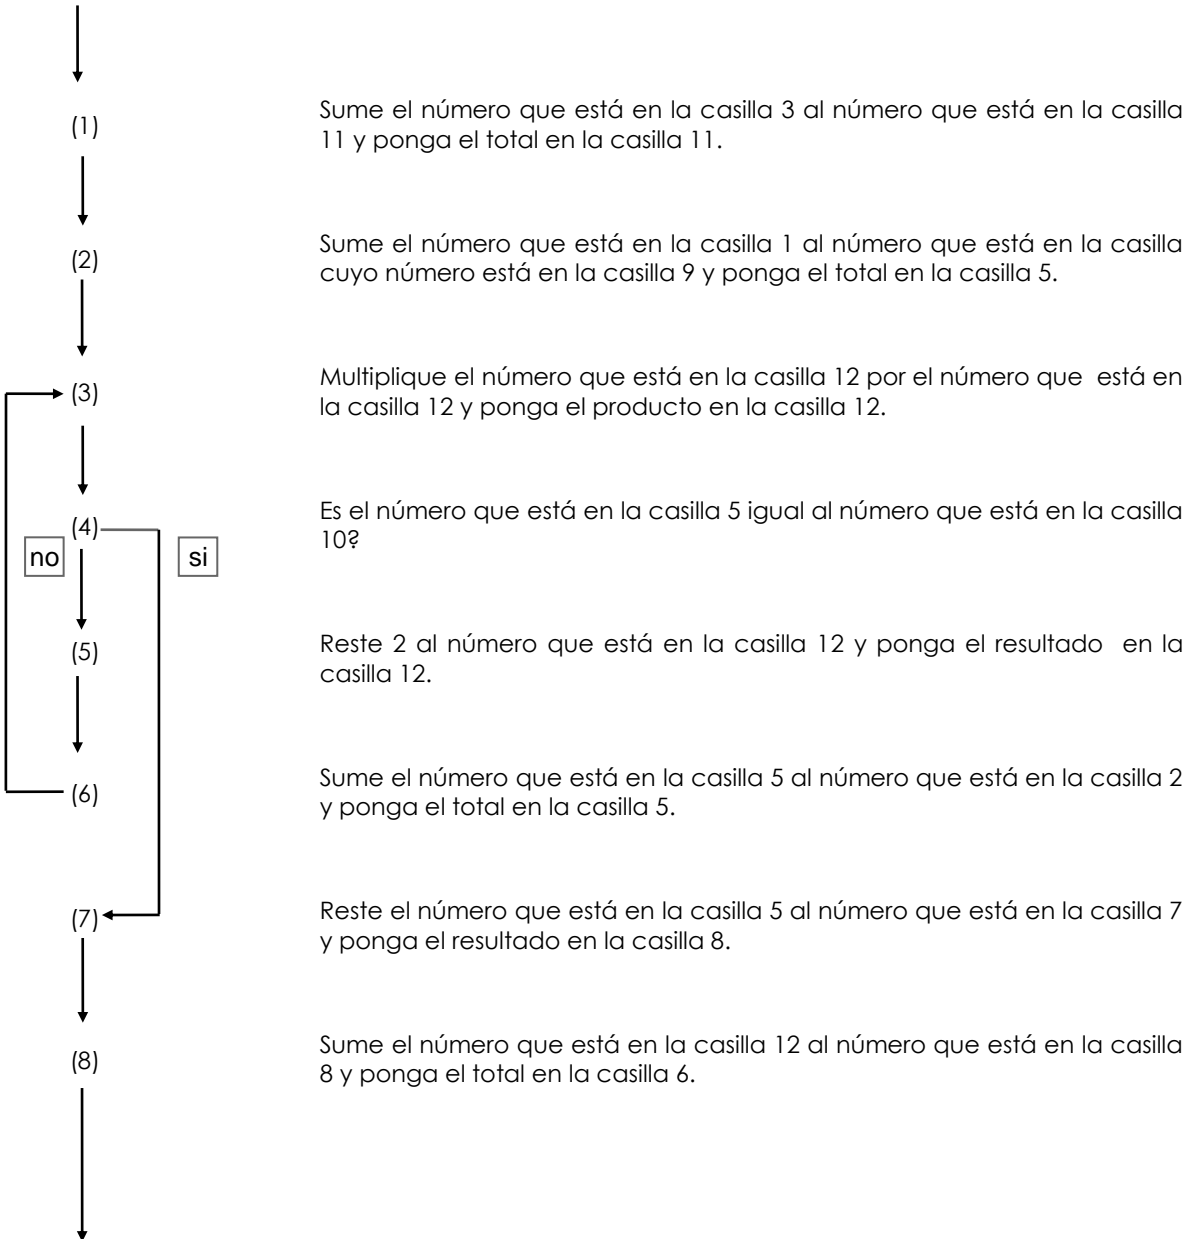 (1)
Sume el número que está en la casilla 3 al número que está en la casilla
11 y ponga el total en la casilla 11.
(2)
Sume el número que está en la casilla 1 al número que está en la casilla
cuyo número está en la casilla 9 y ponga el total en la casilla 5.
(3)
Multiplique el número que está en la casilla 12 por el número que está en
la casilla 12 y ponga el producto en la casilla 12.
(4)
Es el número que está en la casilla 5 igual al número que está en la casilla
10?
no
si
(5)
Reste 2 al número que está en la casilla 12 y ponga el resultado en la
casilla 12.
(6)
Sume el número que está en la casilla 5 al número que está en la casilla 2
y ponga el total en la casilla 5.
(7)
Reste el número que está en la casilla 5 al número que está en la casilla 7
y ponga el resultado en la casilla 8.
(8)
Sume el número que está en la casilla 12 al número que está en la casilla
8 y ponga el total en la casilla 6.